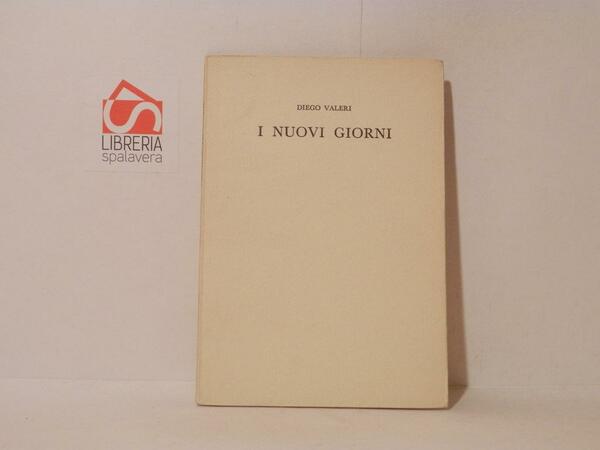 LIBRERIA
spalavera
DIEGO VALERI
I NUOVI GIORNI